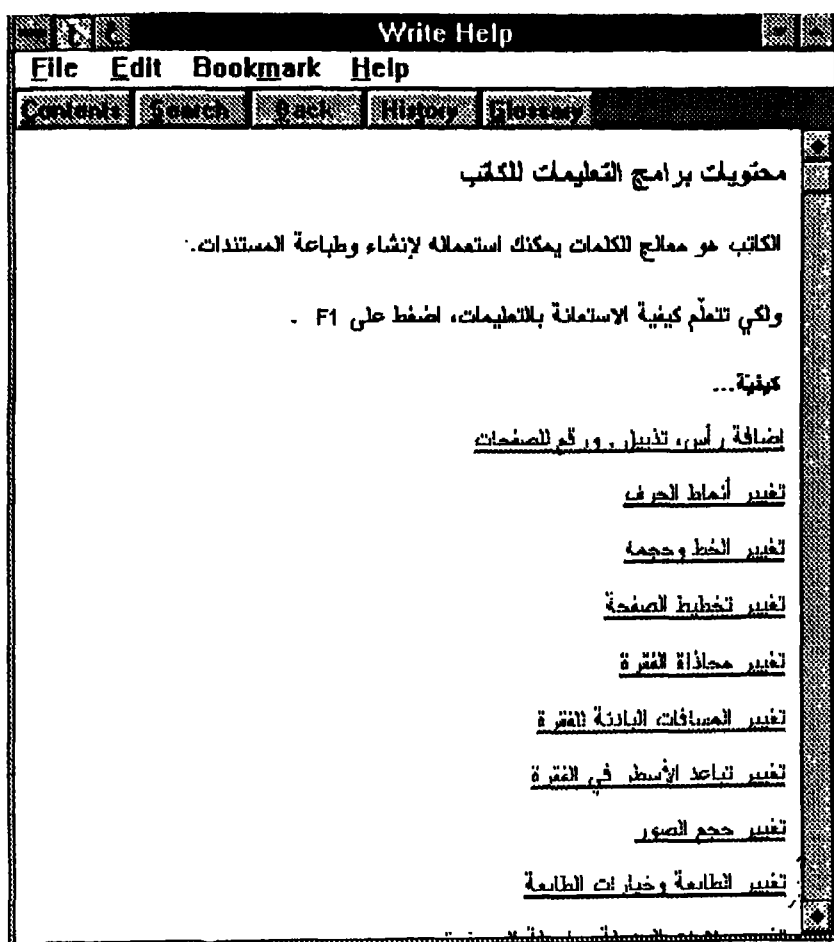 Write Help
File Edit Bookmark Help
Contents Search Back History Glossary
محتويات برامج التعليمات للكاتب
الكاتب هو معالج للكلمات يمكنك استعماله لإنشاء وطباعة المستندات.
ولكي تتعلّم كيفية الاستعانة بالتعليمات، اضغط على F1 .
كيفيّة...
إضافة رأس، تذييل, ورقم للصفحات
تغيير أنماط الحرف
تغيير الخط وحجمه
تغيير تخطيط الصفحة
تغيير محاذاة الفقرة
تغيير المسافات البادئة للفقرة
تغيير تباعد الأسطر في الفقرة
تغيير حجم الصور
تغيير الطابعة وخيارات الطابعة